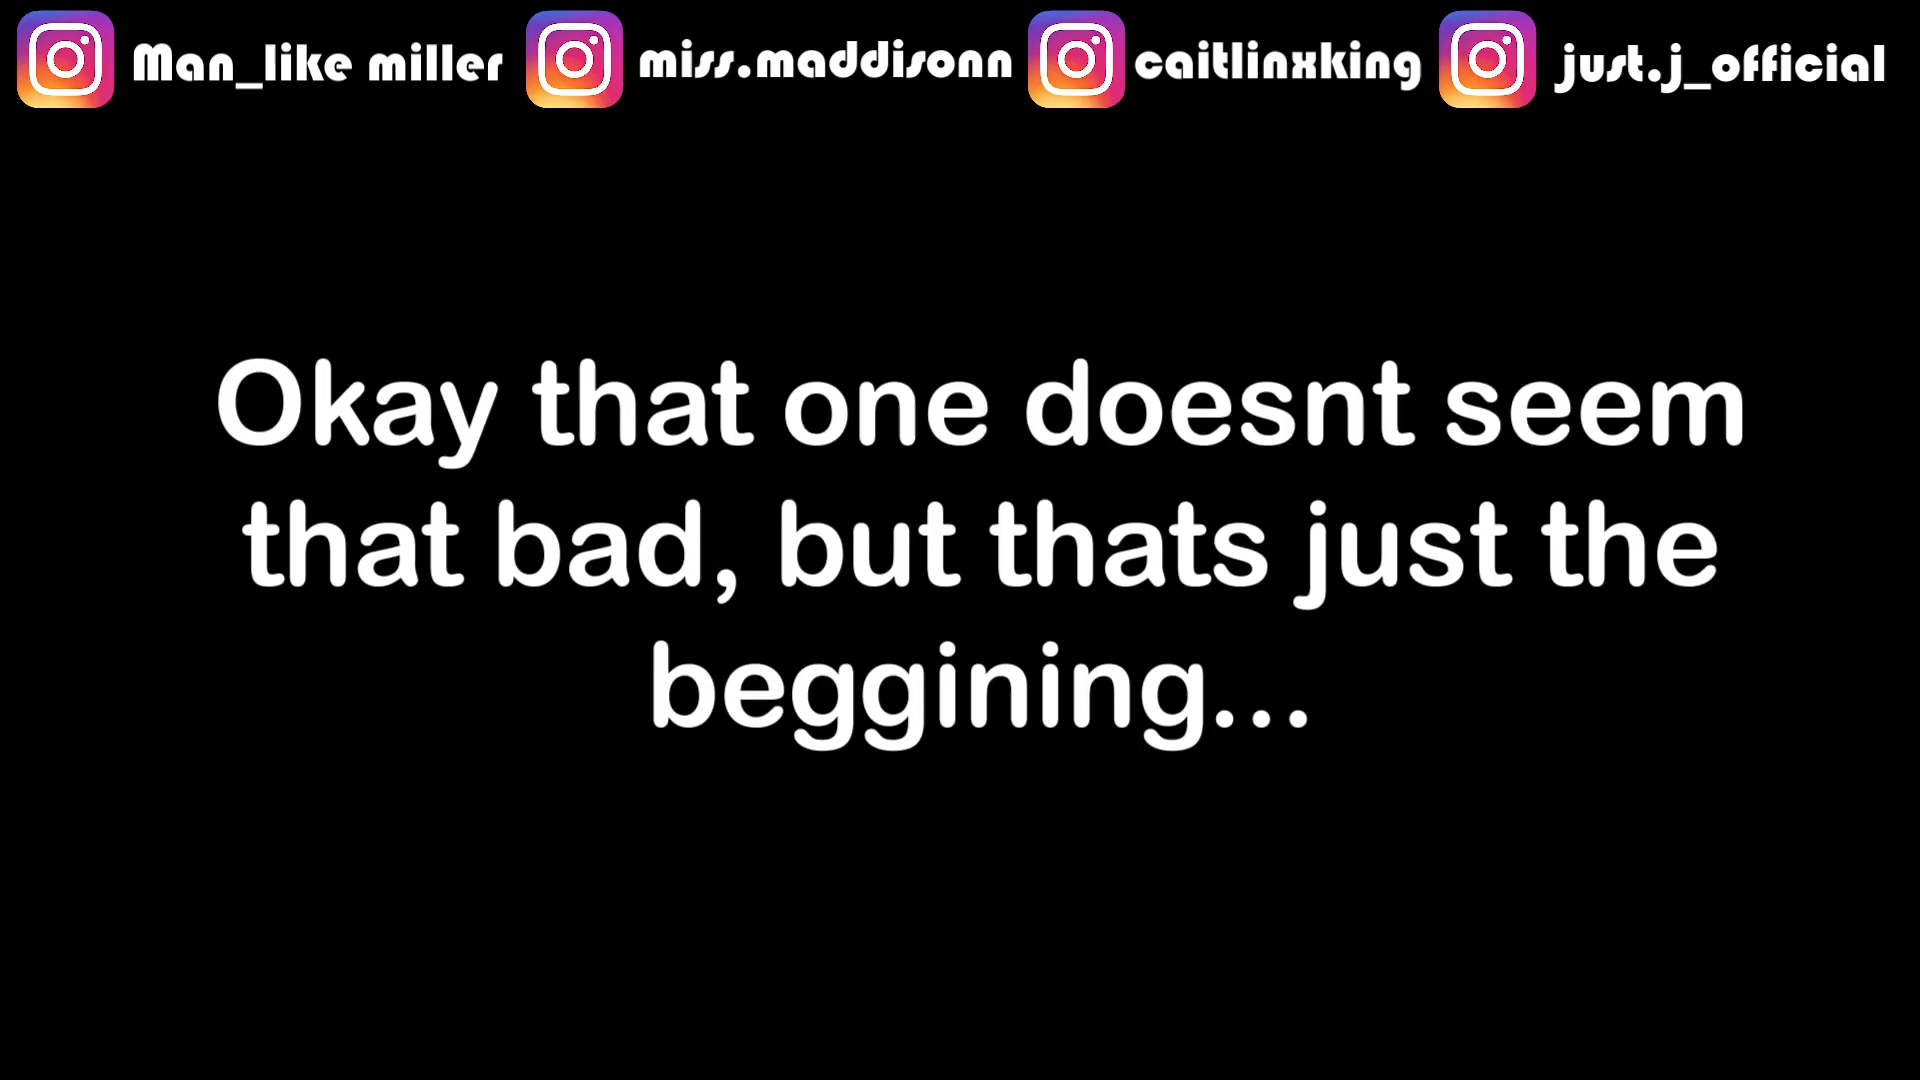 Man_like miller miss.maddisonn caitlinxking just.j_official
Okay that one doesnt seem
that bad, but thats just the
beggining...